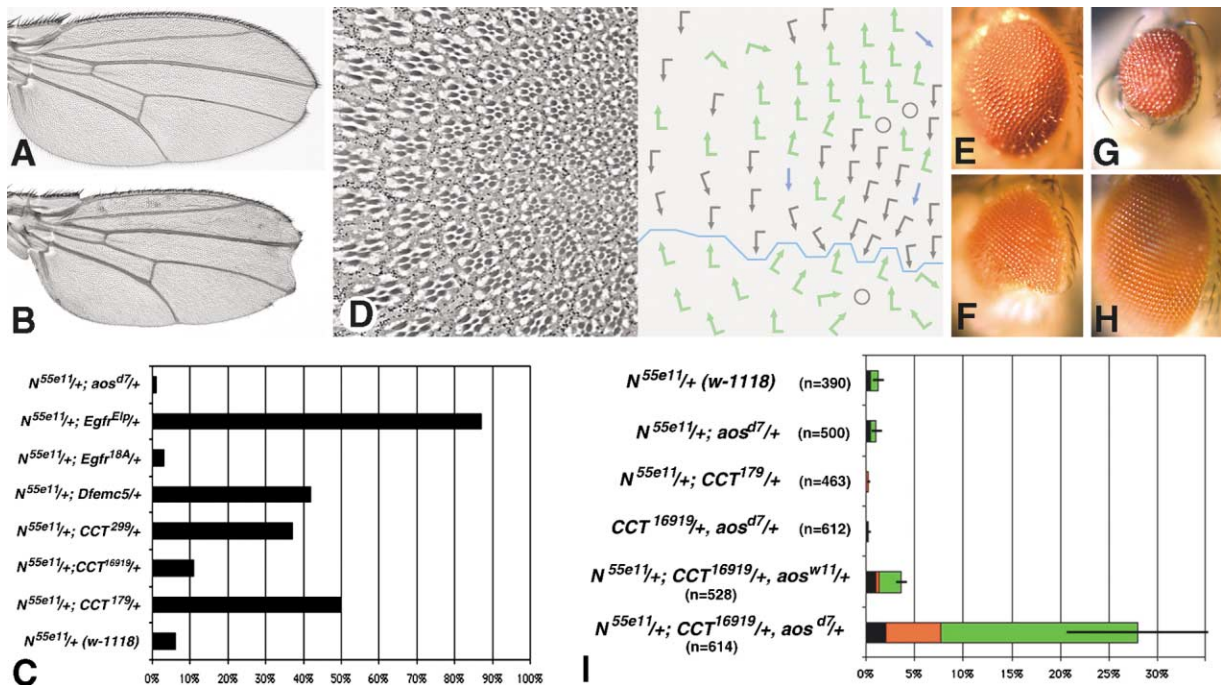 A
B
D
E
G
F
H
N55e11/+; aosd7/+
N55e11/+; EgfrElp/+
N55e11/+; Egfr18A/+
N55e11/+; Dfemc5/+
N55e11/+; CCT299/+
N55e11/+;CCT16919/+
N55e11/+; CCT179/+
N55e11/+ (w-1118)
C
0% 10% 20% 30% 40% 50% 60% 70% 80% 90% 100%
N55e11/+ (w-1118) (n=390)
N55e11/+; aosd7/+ (n=500)
N55e11/+; CCT179/+ (n=463)
CCT16919/+, aosd7/+ (n=612)
N55e11/+; CCT16919/+, aosw11/+
(n=528)
N55e11/+; CCT16919/+, aosd7/+
(n=614)
I
0% 5% 10% 15% 20% 25% 30%